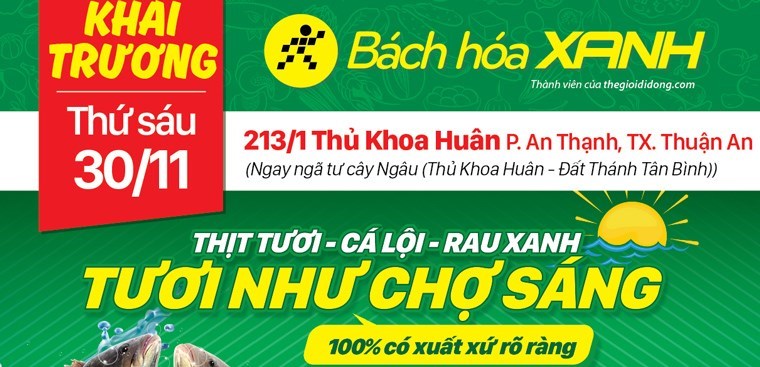 KHAI
TRƯƠNG
Thứ sáu
30/11
Bách hóa XANH
Thành viên của thegioididong.com
213/1 Thủ Khoa Huân P. An Thạnh, TX. Thuận An
(Ngay ngã tư cây Ngâu (Thủ Khoa Huân - Đất Thánh Tân Bình))
THỊT TƯƠI - CÁ LỘI - RAU XANH
TƯƠI NHƯ CHỢ SÁNG
100% có xuất xứ rõ ràng